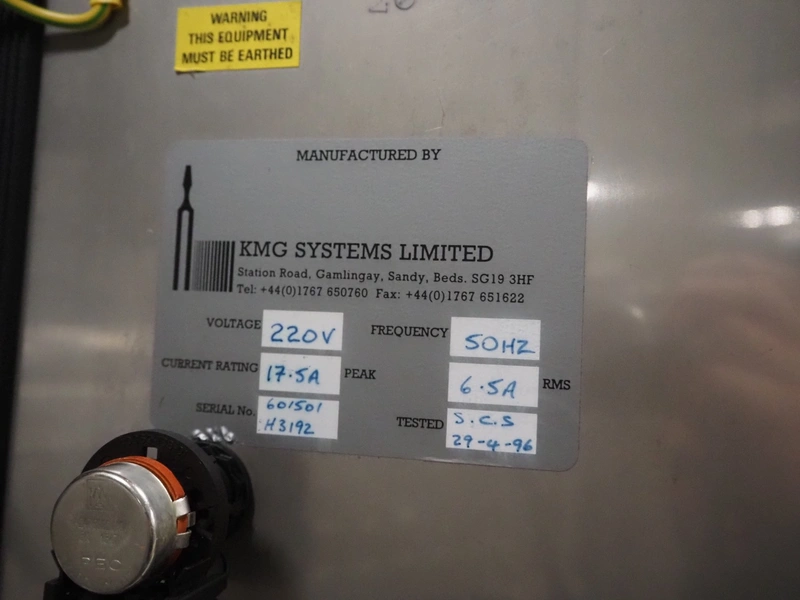 WARNING
THIS EQUIPMENT
MUST BE EARTHED
MANUFACTURED BY
KMG SYSTEMS LIMITED
Station Road, Gamlingay, Sandy, Beds. SG19 3HF
Tel: +44(0)1767 650760 Fax: +44(0)1767 651622
VOLTAGE 220V FREQUENCY 50HZ
CURRENT RATING 17.5A PEAK 6.5A RMS
SERIAL No. 601501
H3192
TESTED S.C.S
29-4-96